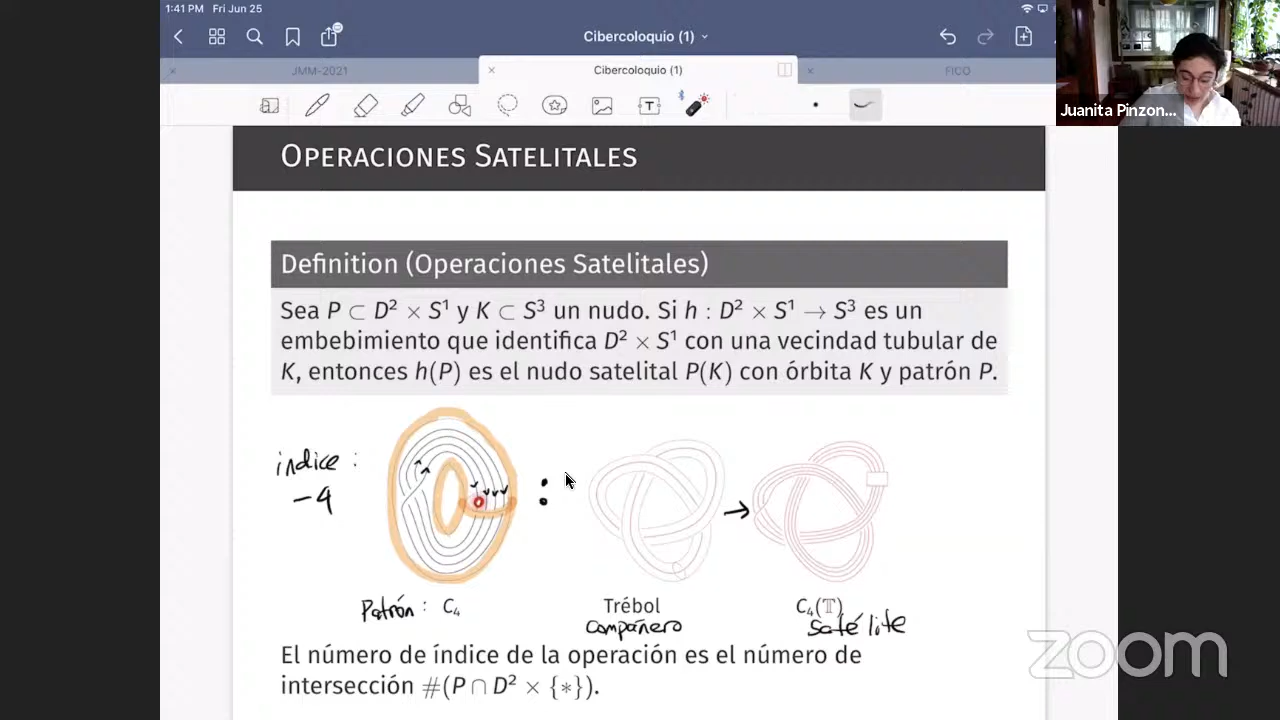 1:41 PM Fri Jun 25
Cibercoloquio (1)
JMM-2021
Cibercoloquio (1)
FICO
Juanita Pinzon...
OPERACIONES SATELITALES
Definition (Operaciones Satelitales)
Sea P ⊂ D² × S¹ y K ⊂ S³ un nudo. Si h : D² × S¹ → S³ es un
embebimiento que identifica D² × S¹ con una vecindad tubular de
K, entonces h(P) es el nudo satelital P(K) con órbita K y patrón P.
índice :
-4
:
→
Patrón : C₄
Trébol
C₄(𝕋)
compañero
satélite
El número de índice de la operación es el número de
intersección #(P ∩ D² × {*}).
zoom